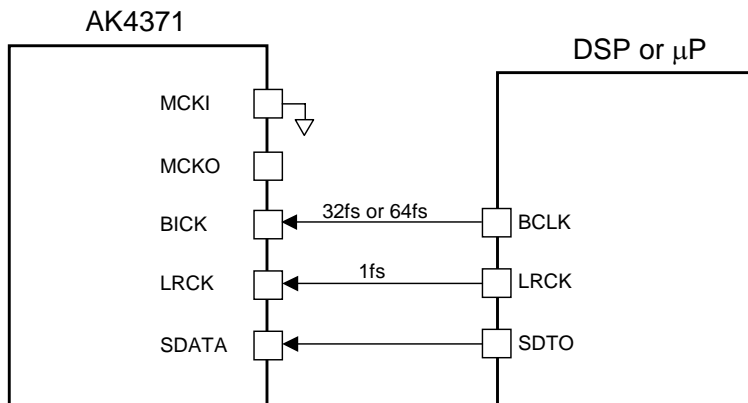 AK4371
DSP or μP
MCKI
MCKO
BICK
32fs or 64fs
BCLK
LRCK
1fs
LRCK
SDATA
SDTO